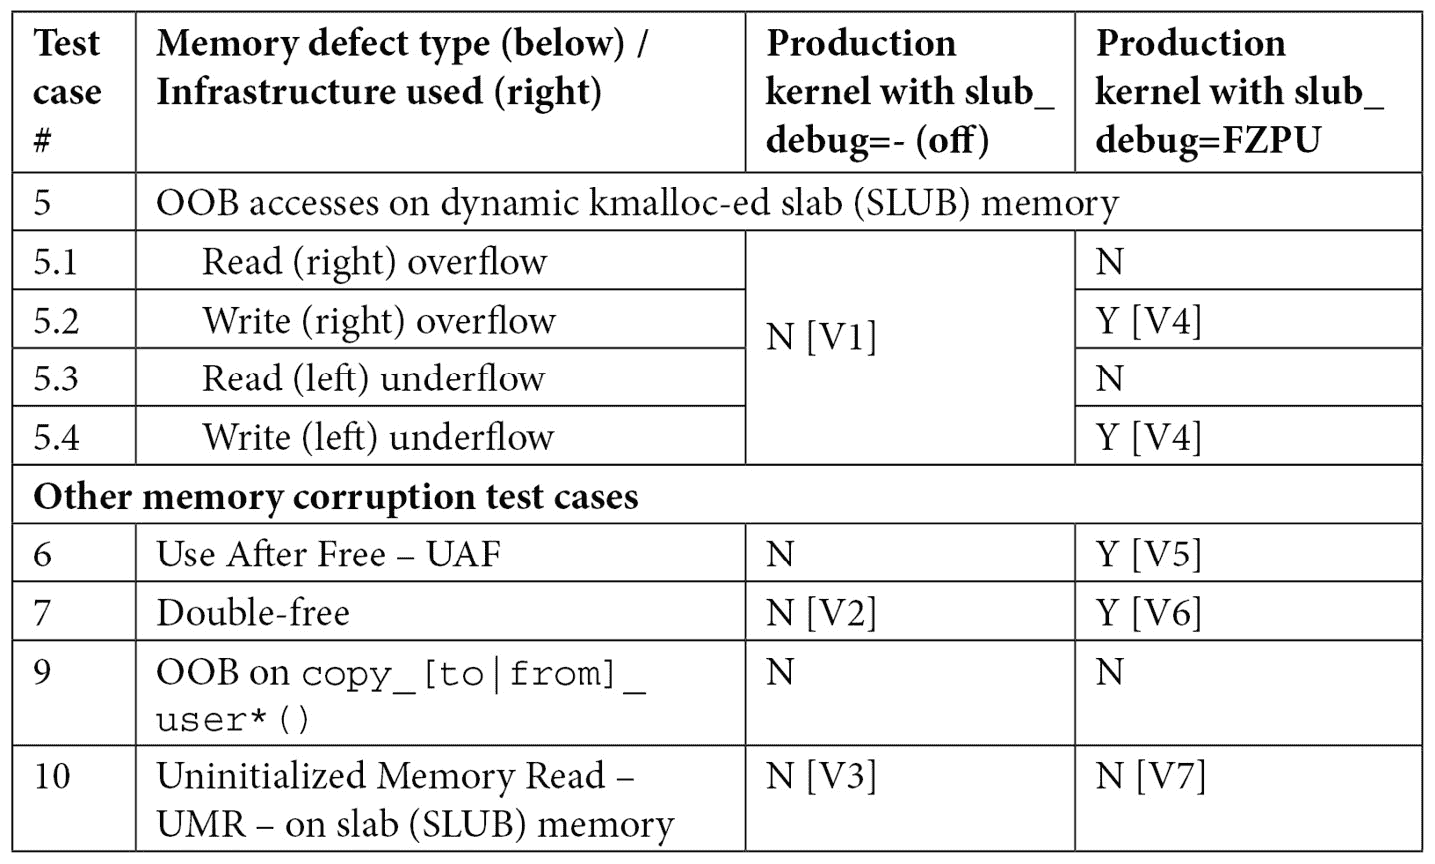 Test case #
Memory defect type (below) / Infrastructure used (right)
Production kernel with slub_debug=- (off)
Production kernel with slub_debug=FZPU
5
OOB accesses on dynamic kmalloc-ed slab (SLUB) memory
5.1
Read (right) overflow
N [V1]
N
5.2
Write (right) overflow
Y [V4]
5.3
Read (left) underflow
N
5.4
Write (left) underflow
Y [V4]
Other memory corruption test cases
6
Use After Free – UAF
N
Y [V5]
7
Double-free
N [V2]
Y [V6]
9
OOB on copy_[to|from]_
user*()
N
N
10
Uninitialized Memory Read –
UMR – on slab (SLUB) memory
N [V3]
N [V7]